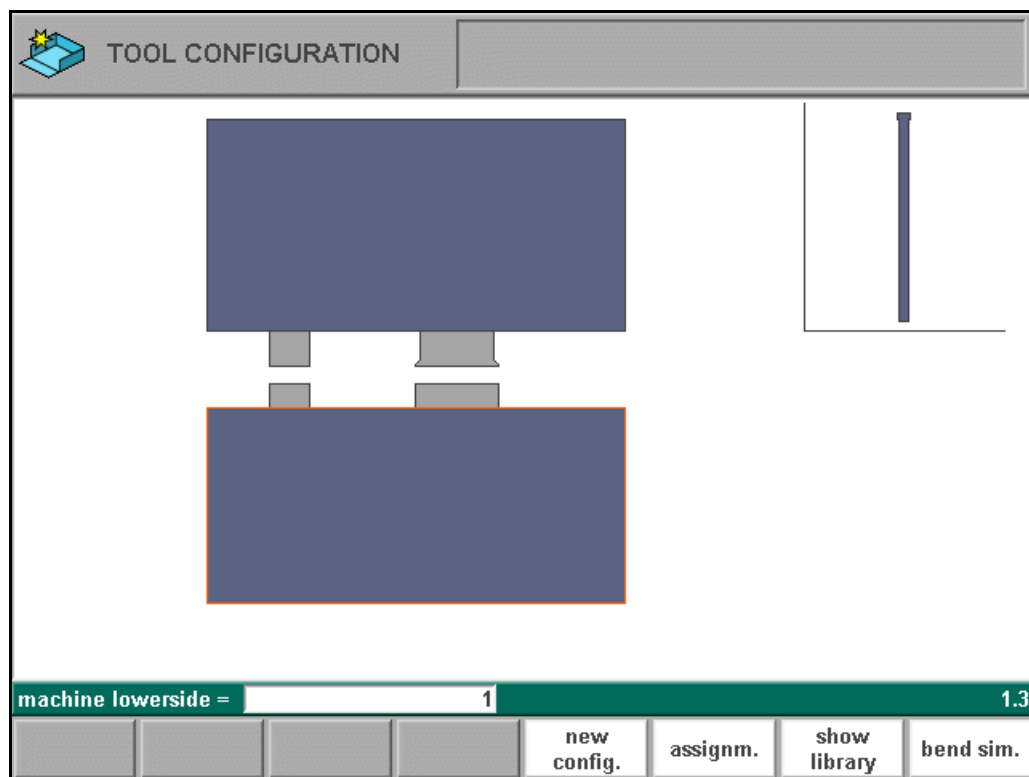 TOOL CONFIGURATION
machine lowerside = 1 1.3
new config. assignm. show library bend sim.